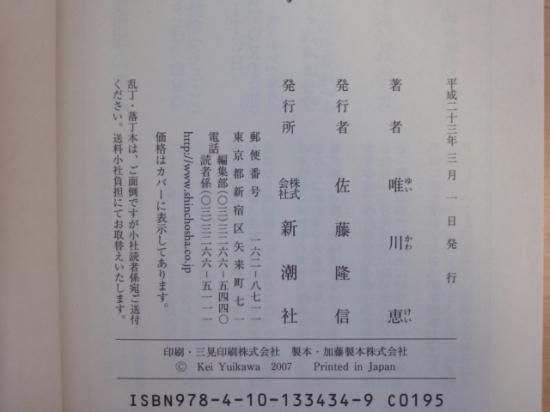 平成二十三年三月一日発行
著者 唯川恵
ゆい かわ けい
発行者 佐藤隆信
発行所 株式会社 新潮社
郵便番号 一六二-八七一一
東京都新宿区矢来町七一
電話 編集部(〇三)三二六六-五四四〇
読者係(〇三)三二六六-五一一一
http://www.shinchosha.co.jp
価格はカバーに表示してあります。
乱丁・落丁本は、ご面倒ですが小社読者係宛ご送付
ください。送料小社負担にてお取替えいたします。
印刷・三晃印刷株式会社 製本・加藤製本株式会社
© Kei Yuikawa 2007 Printed in Japan
ISBN978-4-10-133434-9 C0195